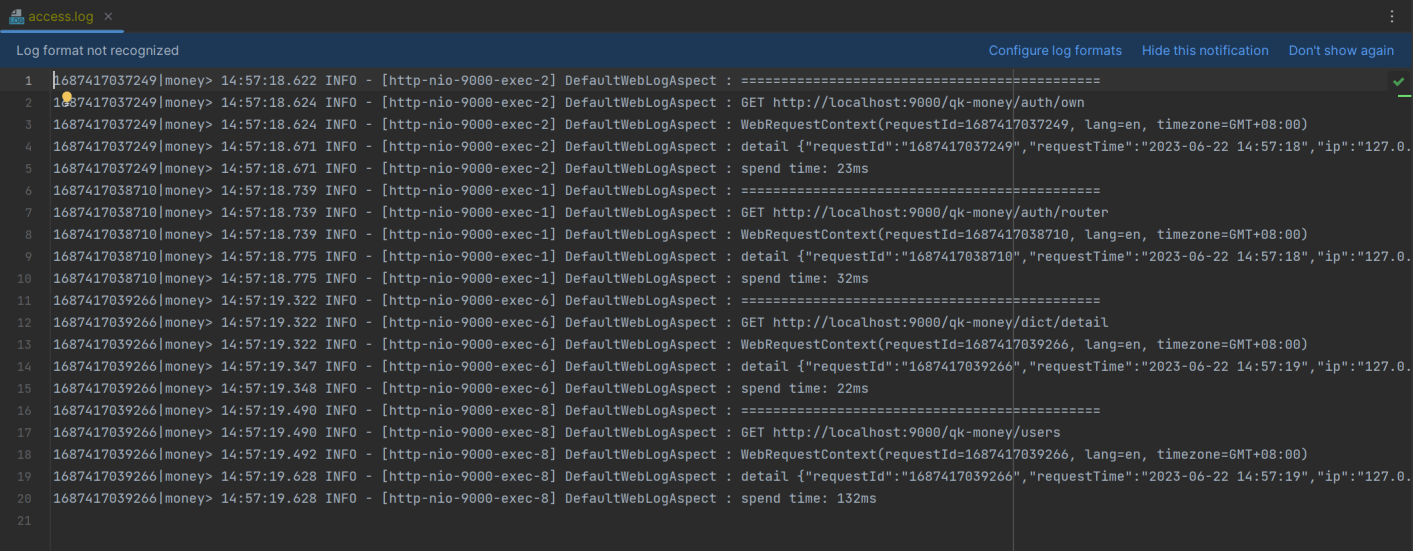 access.log
Log format not recognized Configure log formats Hide this notification Don't show again
1 1687417037249|money> 14:57:18.622 INFO - [http-nio-9000-exec-2] DefaultWebLogAspect : =============================================
2 1687417037249|money> 14:57:18.624 INFO - [http-nio-9000-exec-2] DefaultWebLogAspect : GET http://localhost:9000/qk-money/auth/own
3 1687417037249|money> 14:57:18.624 INFO - [http-nio-9000-exec-2] DefaultWebLogAspect : WebRequestContext(requestId=1687417037249, lang=en, timezone=GMT+08:00)
4 1687417037249|money> 14:57:18.671 INFO - [http-nio-9000-exec-2] DefaultWebLogAspect : detail {"requestId":"1687417037249","requestTime":"2023-06-22 14:57:18","ip":"127.0.
5 1687417037249|money> 14:57:18.671 INFO - [http-nio-9000-exec-2] DefaultWebLogAspect : spend time: 23ms
6 1687417038710|money> 14:57:18.739 INFO - [http-nio-9000-exec-1] DefaultWebLogAspect : =============================================
7 1687417038710|money> 14:57:18.739 INFO - [http-nio-9000-exec-1] DefaultWebLogAspect : GET http://localhost:9000/qk-money/auth/router
8 1687417038710|money> 14:57:18.739 INFO - [http-nio-9000-exec-1] DefaultWebLogAspect : WebRequestContext(requestId=1687417038710, lang=en, timezone=GMT+08:00)
9 1687417038710|money> 14:57:18.775 INFO - [http-nio-9000-exec-1] DefaultWebLogAspect : detail {"requestId":"1687417038710","requestTime":"2023-06-22 14:57:18","ip":"127.0.
10 1687417038710|money> 14:57:18.775 INFO - [http-nio-9000-exec-1] DefaultWebLogAspect : spend time: 32ms
11 1687417039266|money> 14:57:19.322 INFO - [http-nio-9000-exec-6] DefaultWebLogAspect : =============================================
12 1687417039266|money> 14:57:19.322 INFO - [http-nio-9000-exec-6] DefaultWebLogAspect : GET http://localhost:9000/qk-money/dict/detail
13 1687417039266|money> 14:57:19.322 INFO - [http-nio-9000-exec-6] DefaultWebLogAspect : WebRequestContext(requestId=1687417039266, lang=en, timezone=GMT+08:00)
14 1687417039266|money> 14:57:19.347 INFO - [http-nio-9000-exec-6] DefaultWebLogAspect : detail {"requestId":"1687417039266","requestTime":"2023-06-22 14:57:19","ip":"127.0.
15 1687417039266|money> 14:57:19.348 INFO - [http-nio-9000-exec-6] DefaultWebLogAspect : spend time: 22ms
16 1687417039266|money> 14:57:19.490 INFO - [http-nio-9000-exec-8] DefaultWebLogAspect : =============================================
17 1687417039266|money> 14:57:19.490 INFO - [http-nio-9000-exec-8] DefaultWebLogAspect : GET http://localhost:9000/qk-money/users
18 1687417039266|money> 14:57:19.492 INFO - [http-nio-9000-exec-8] DefaultWebLogAspect : WebRequestContext(requestId=1687417039266, lang=en, timezone=GMT+08:00)
19 1687417039266|money> 14:57:19.628 INFO - [http-nio-9000-exec-8] DefaultWebLogAspect : detail {"requestId":"1687417039266","requestTime":"2023-06-22 14:57:19","ip":"127.0.
20 1687417039266|money> 14:57:19.628 INFO - [http-nio-9000-exec-8] DefaultWebLogAspect : spend time: 132ms
21